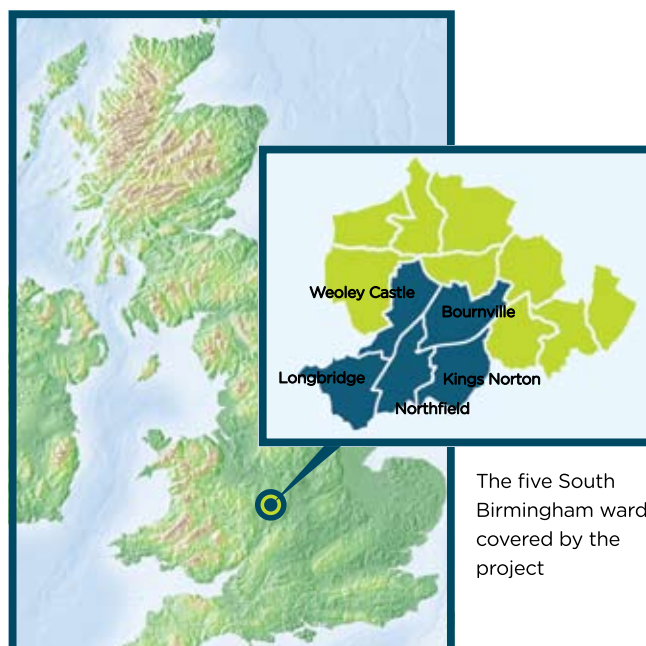 Weoley Castle
Bournville
Longbridge
Kings Norton
Northfield
The five South
Birmingham ward
covered by the
project